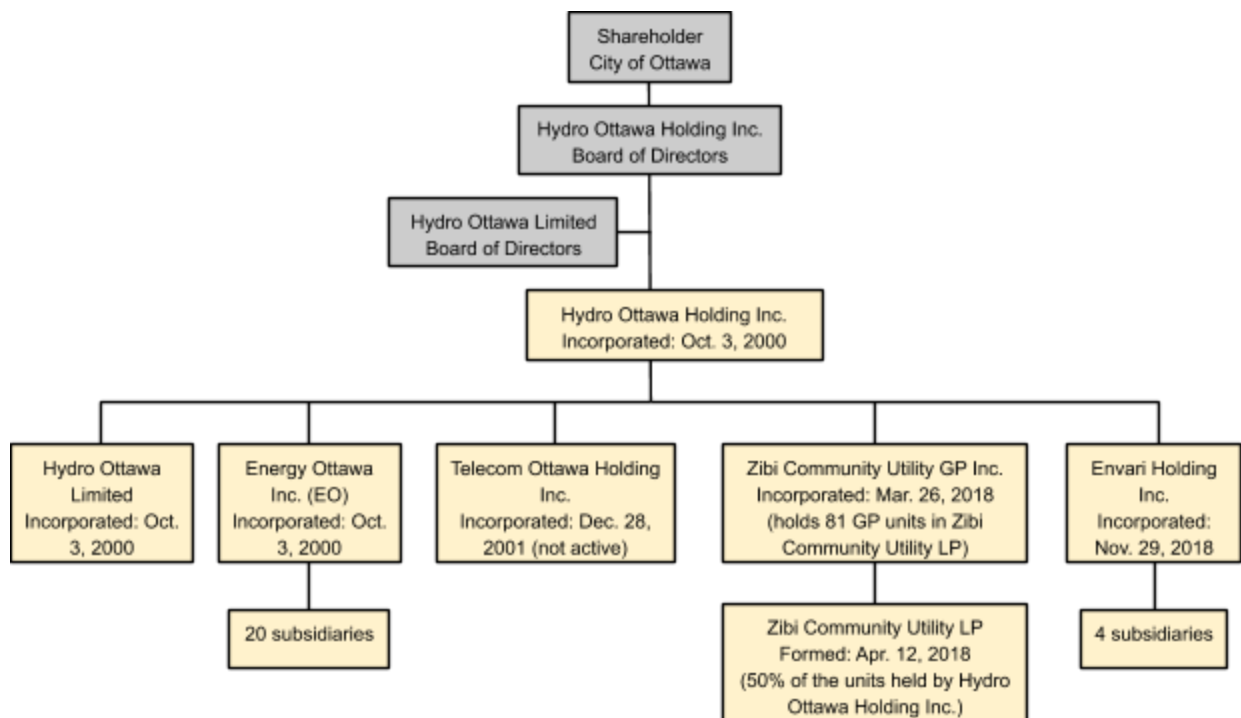 Shareholder
City of Ottawa
Hydro Ottawa Holding Inc.
Board of Directors
Hydro Ottawa Limited
Board of Directors
Hydro Ottawa Holding Inc.
Incorporated: Oct. 3, 2000
Hydro Ottawa
Limited
Incorporated: Oct.
3, 2000
Energy Ottawa
Inc. (EO)
Incorporated: Oct.
3, 2000
Telecom Ottawa Holding
Inc.
Incorporated: Dec. 28,
2001 (not active)
Zibi Community Utility GP Inc.
Incorporated: Mar. 26, 2018
(holds 81 GP units in Zibi
Community Utility LP)
Envari Holding
Inc.
Incorporated:
Nov. 29, 2018
20 subsidiaries
Zibi Community Utility LP
Formed: Apr. 12, 2018
(50% of the units held by Hydro
Ottawa Holding Inc.)
4 subsidiaries